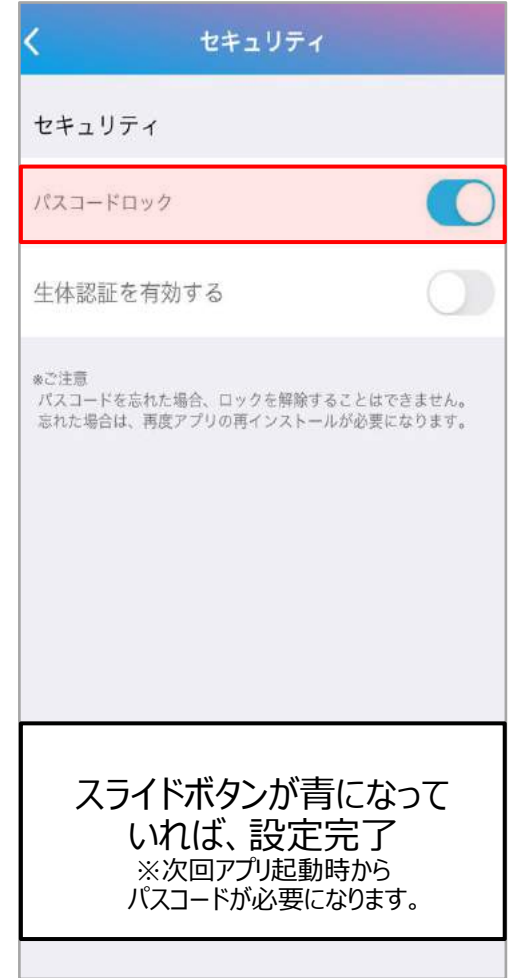 セキュリティ
セキュリティ
パスコードロック
生体認証を有効する
※ご注意
パスコードを忘れた場合、ロックを解除することはできません。
忘れた場合は、再度アプリの再インストールが必要になります。
スライドボタンが青になって
いれば、設定完了
※次回アプリ起動時から
パスコードが必要になります。